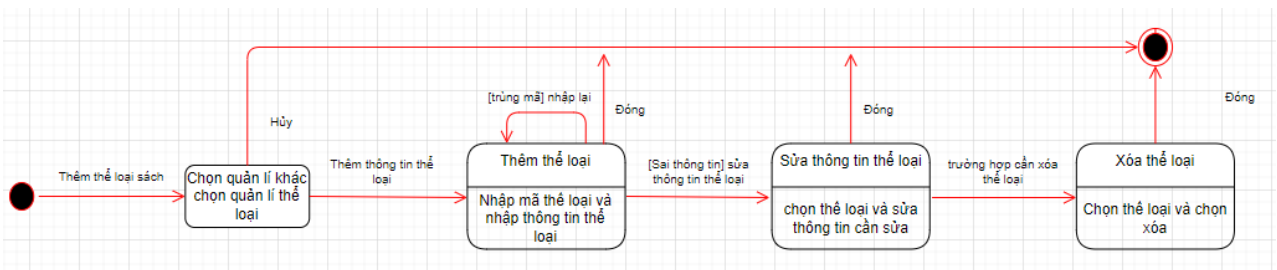 [trùng mã] nhập lại
Đóng
Đóng
Đóng
Hủy
Thêm thể loại sách
Chọn quản lí khác
chọn quản lí thể
loại
Thêm thông tin thể
loại
Thêm thể loại
Nhập mã thể loại và
nhập thông tin thể
loại
[Sai thông tin] sửa
thông tin thể loại
Sửa thông tin thể loại
chọn thể loại và sửa
thông tin cần sửa
trường hợp cần xóa
thể loại
Xóa thể loại
Chọn thể loại và chọn
xóa